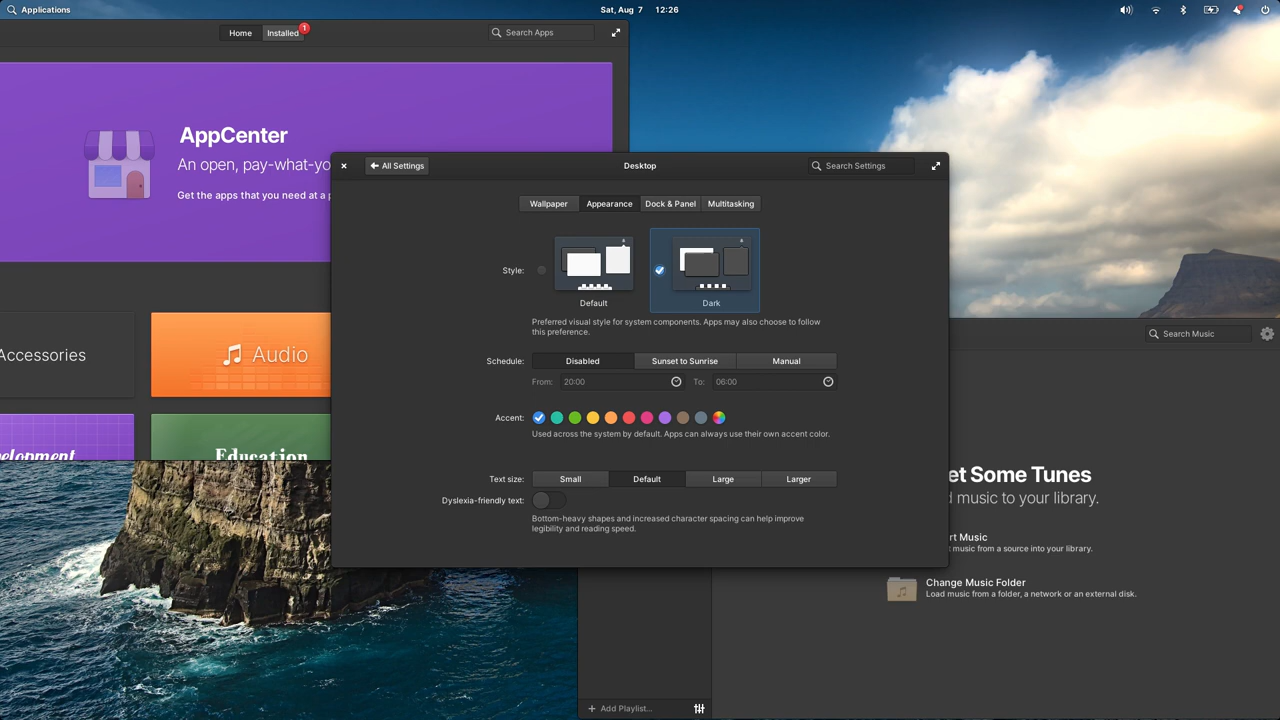 Applications
Sat, Aug 7 12:26
Home
Installed
1
Search Apps
AppCenter
An open, pay-what-yo
Get the apps that you need at a p
Accessories
Audio
elopment
Education
All Settings
Desktop
Search Settings
Wallpaper
Appearance
Dock & Panel
Multitasking
Style:
Default
Dark
Preferred visual style for system components. Apps may also choose to follow
this preference.
Schedule:
Disabled
Sunset to Sunrise
Manual
From:
20:00
To:
06:00
Accent:
Used across the system by default. Apps can always use their own accent color.
Text size:
Small
Default
Large
Larger
Dyslexia-friendly text:
Bottom-heavy shapes and increased character spacing can help improve
legibility and reading speed.
Search Music
et Some Tunes
d music to your library.
rt Music
t music from a source into your library.
Change Music Folder
Load music from a folder, a network or an external disk.
Add Playlist...